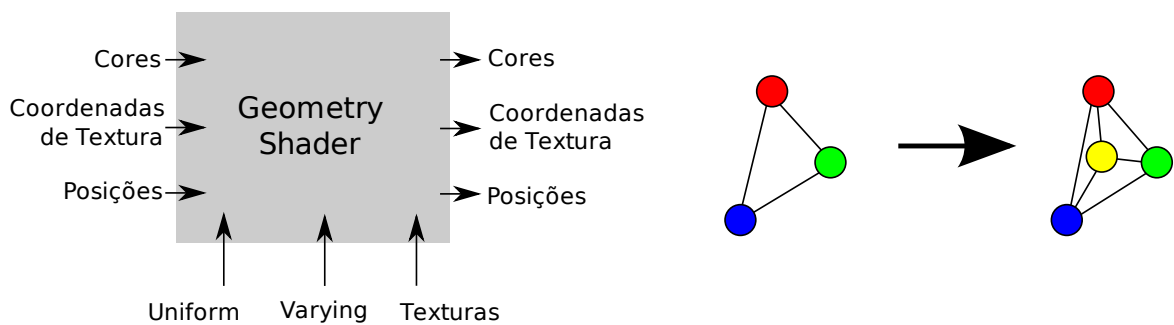 Cores
Coordenadas
de Textura
Posições
Geometry
Shader
Cores
Coordenadas
de Textura
Posições
Uniform
Varying
Texturas